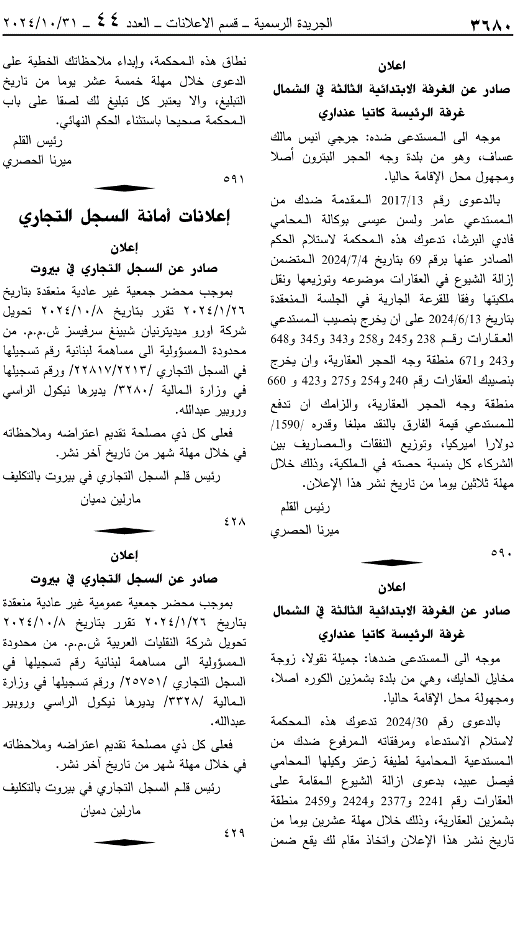 ٣٦٨٠
الجريدة الرسمية – قسم الاعلانات – العدد ٤٤ – ٢٠٢٤/١٠/٣١
اعلان
صادر عن الغرفة الابتدائية الثالثة في الشمال
غرفة الرئيسة كاتيا عنداري
موجه الى المستدعى ضده: جرجي انيس مالك
عساف، وهو من بلدة وجه الحجر البترون أصلا
ومجهول محل الإقامة حاليا.
بالدعوى رقم 2017/13 المقدمة ضدك من
المستدعي عامر ولسن عيسى بوكالة المحامي
فادي البرشا، تدعوك هذه المحكمة لاستلام الحكم
الصادر عنها برقم 69 بتاريخ 2024/7/4 المتضمن
إزالة الشيوع في العقارات موضوعه وتوزيعها ونقل
ملكيتها وفقا للقرعة الجارية في الجلسة المنعقدة
بتاريخ 2024/6/13 على ان يخرج بنصيب المستدعي
العقارات رقم 238 و245 و258 و343 و345 و648
و243 و671 منطقة وجه الحجر العقارية، وان يخرج
بنصيبك العقارات رقم 240 و254 و275 و423 و 660
منطقة وجه الحجر العقارية، والزامك ان تدفع
للمستدعي قيمة الفارق بالنقد مبلغا وقدره /1590/
دولارا اميركيا، وتوزيع النفقات والمصاريف بين
الشركاء كل بنسبة حصته في الملكية، وذلك خلال
مهلة ثلاثين يوما من تاريخ نشر هذا الإعلان.
رئيس القلم
ميرنا الحصري
٥٩٠
اعلان
صادر عن الغرفة الابتدائية الثالثة في الشمال
غرفة الرئيسة كاتيا عنداري
موجه الى المستدعى ضدها: جميلة نقولا، زوجة
مخايل الحايك، وهي من بلدة بشمزين الكوره اصلا،
ومجهولة محل الإقامة حاليا.
بالدعوى رقم 2024/30 تدعوك هذه المحكمة
لاستلام الاستدعاء ومرفقاته المرفوع ضدك من
المستدعية المحامية لطيفة زعتر وكيلها المحامي
فيصل عبيد، بدعوى ازالة الشيوع المقامة على
العقارات رقم 2241 و2377 و2424 و2459 منطقة
بشمزين العقارية، وذلك خلال مهلة عشرين يوما من
تاريخ نشر هذا الإعلان واتخاذ مقام لك يقع ضمن
نطاق هذه المحكمة، وإبداء ملاحظاتك الخطية على
الدعوى خلال مهلة خمسة عشر يوما من تاريخ
التبليغ، والا يعتبر كل تبليغ لك لصقا على باب
المحكمة صحيحا باستثناء الحكم النهائي.
رئيس القلم
ميرنا الحصري
٥٩١
إعلانات أمانة السجل التجاري
إعلان
صادر عن السجل التجاري في بيروت
بموجب محضر جمعية غير عادية منعقدة بتاريخ
٢٠٢٤/١/٢٦ تقرر بتاريخ ٢٠٢٤/١٠/٨ تحويل
شركة اورو ميديترنيان شيبينغ سرفيسز ش.م.م. من
محدودة المسؤولية الى مساهمة لبنانية رقم تسجيلها
في السجل التجاري /٢٢٨١٧/٢٢١٣/ ورقم تسجيلها
في وزارة المالية /٣٢٨٠/ يديرها نيكول الراسي
وروبير عبدالله.
فعلى كل ذي مصلحة تقديم اعتراضه وملاحظاته
في خلال مهلة شهر من تاريخ آخر نشر.
رئيس قلم السجل التجاري في بيروت بالتكليف
مارلين دميان
٤٢٨
إعلان
صادر عن السجل التجاري في بيروت
بموجب محضر جمعية عمومية غير عادية منعقدة
بتاريخ ٢٠٢٤/١/٢٦ تقرر بتاريخ ٢٠٢٤/١٠/٨
تحويل شركة النقليات العربية ش.م.م. من محدودة
المسؤولية الى مساهمة لبنانية رقم تسجيلها في
السجل التجاري /٢٥٧٥١/ ورقم تسجيلها في وزارة
المالية /٣٣٢٨/ يديرها نيكول الراسي وروبير
عبدالله.
فعلى كل ذي مصلحة تقديم اعتراضه وملاحظاته
في خلال مهلة شهر من تاريخ آخر نشر.
رئيس قلم السجل التجاري في بيروت بالتكليف
مارلين دميان
٤٢٩